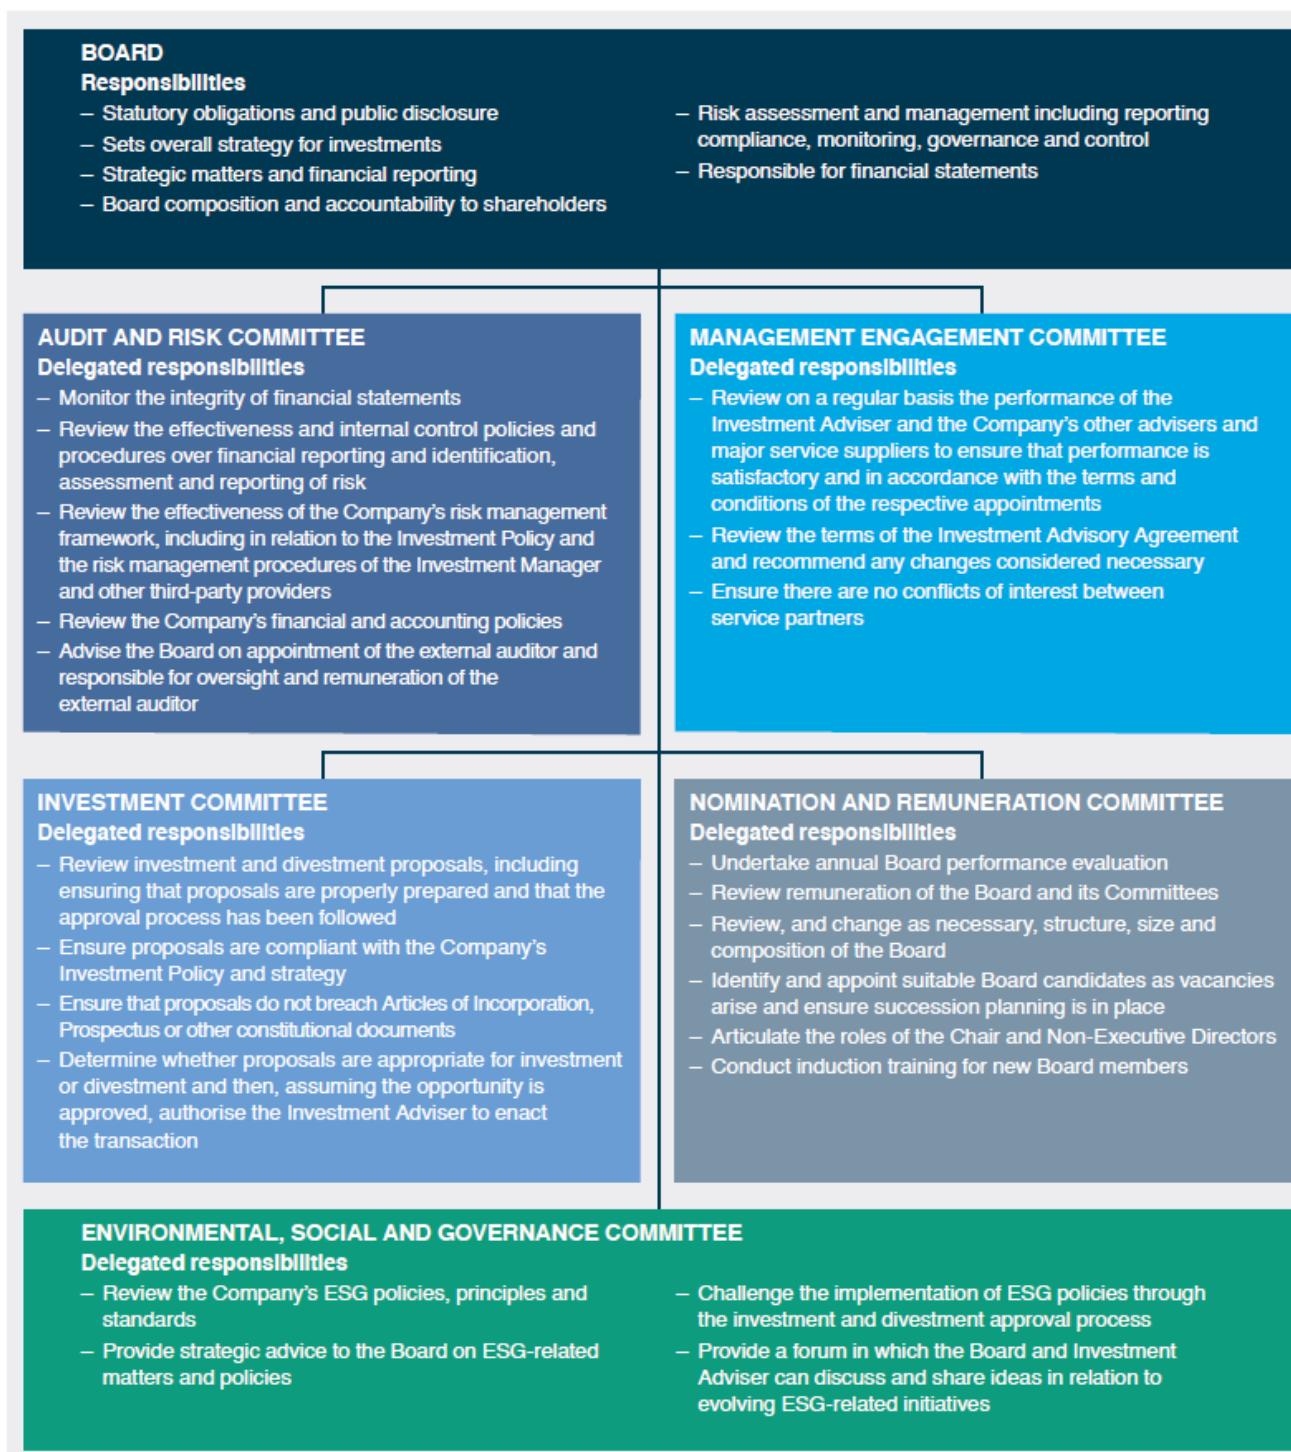 BOARD
Responsibilities
– Statutory obligations and public disclosure
– Sets overall strategy for investments
– Strategic matters and financial reporting
– Board composition and accountability to shareholders
– Risk assessment and management including reporting
compliance, monitoring, governance and control
– Responsible for financial statements
AUDIT AND RISK COMMITTEE
Delegated responsibilities
– Monitor the integrity of financial statements
– Review the effectiveness and internal control policies and
procedures over financial reporting and identification,
assessment and reporting of risk
– Review the effectiveness of the Company's risk management
framework, including in relation to the Investment Policy and
the risk management procedures of the Investment Manager
and other third-party providers
– Review the Company's financial and accounting policies
– Advise the Board on appointment of the external auditor and
responsible for oversight and remuneration of the
external auditor
MANAGEMENT ENGAGEMENT COMMITTEE
Delegated responsibilities
– Review on a regular basis the performance of the
Investment Adviser and the Company's other advisers and
major service suppliers to ensure that performance is
satisfactory and in accordance with the terms and
conditions of the respective appointments
– Review the terms of the Investment Advisory Agreement
and recommend any changes considered necessary
– Ensure there are no conflicts of interest between
service partners
INVESTMENT COMMITTEE
Delegated responsibilities
– Review investment and divestment proposals, including
ensuring that proposals are properly prepared and that the
approval process has been followed
– Ensure proposals are compliant with the Company's
Investment Policy and strategy
– Ensure that proposals do not breach Articles of Incorporation,
Prospectus or other constitutional documents
– Determine whether proposals are appropriate for investment
or divestment and then, assuming the opportunity is
approved, authorise the Investment Adviser to enact
the transaction
NOMINATION AND REMUNERATION COMMITTEE
Delegated responsibilities
– Undertake annual Board performance evaluation
– Review remuneration of the Board and its Committees
– Review, and change as necessary, structure, size and
composition of the Board
– Identify and appoint suitable Board candidates as vacancies
arise and ensure succession planning is in place
– Articulate the roles of the Chair and Non-Executive Directors
– Conduct induction training for new Board members
ENVIRONMENTAL, SOCIAL AND GOVERNANCE COMMITTEE
Delegated responsibilities
– Review the Company's ESG policies, principles and
standards
– Provide strategic advice to the Board on ESG-related
matters and policies
– Challenge the implementation of ESG policies through
the investment and divestment approval process
– Provide a forum in which the Board and Investment
Adviser can discuss and share ideas in relation to
evolving ESG-related initiatives